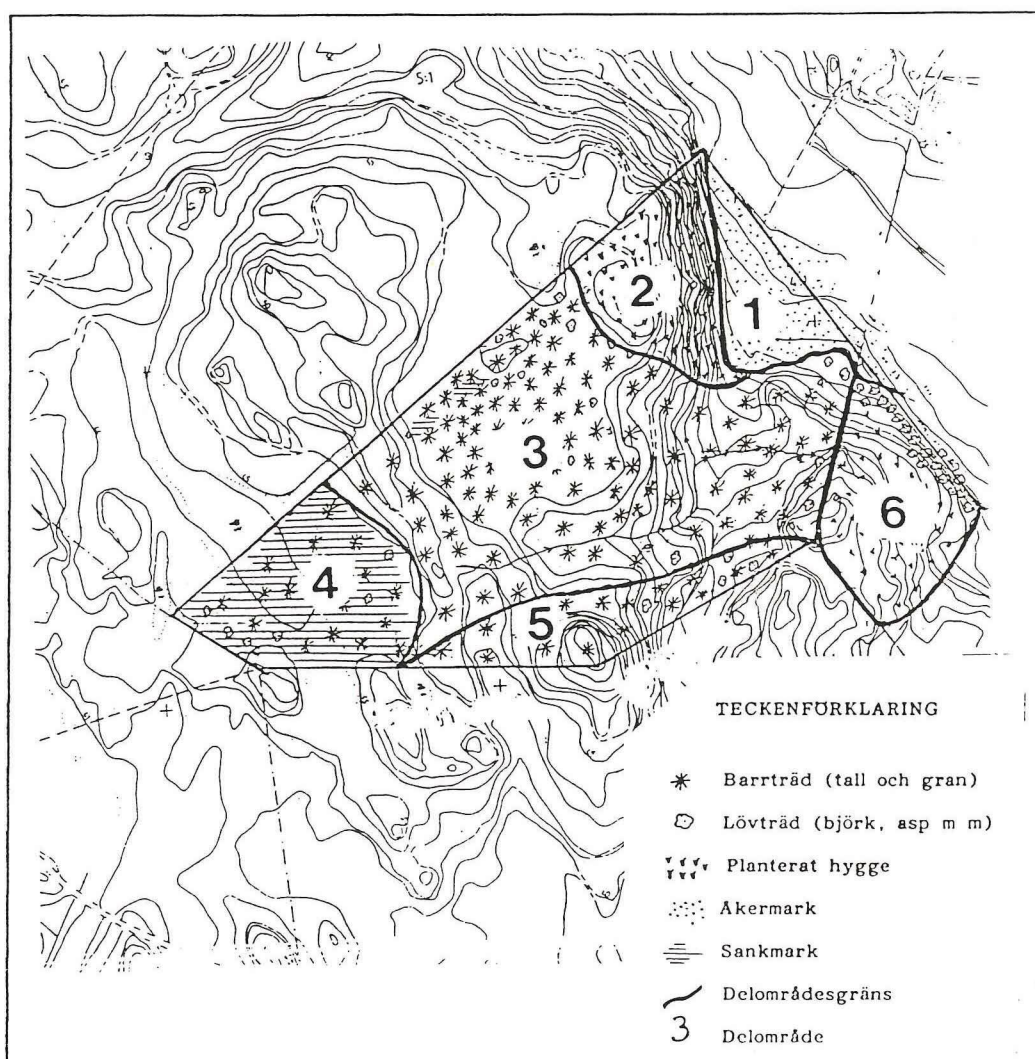 S:1
2
1
3
6
4
5
TECKENFÖRKLARING
Barrträd (tall och gran)
Lövträd (björk, asp m m)
Planterat hygge
Åkermark
Sankmark
Delområdesgräns
3 Delområde